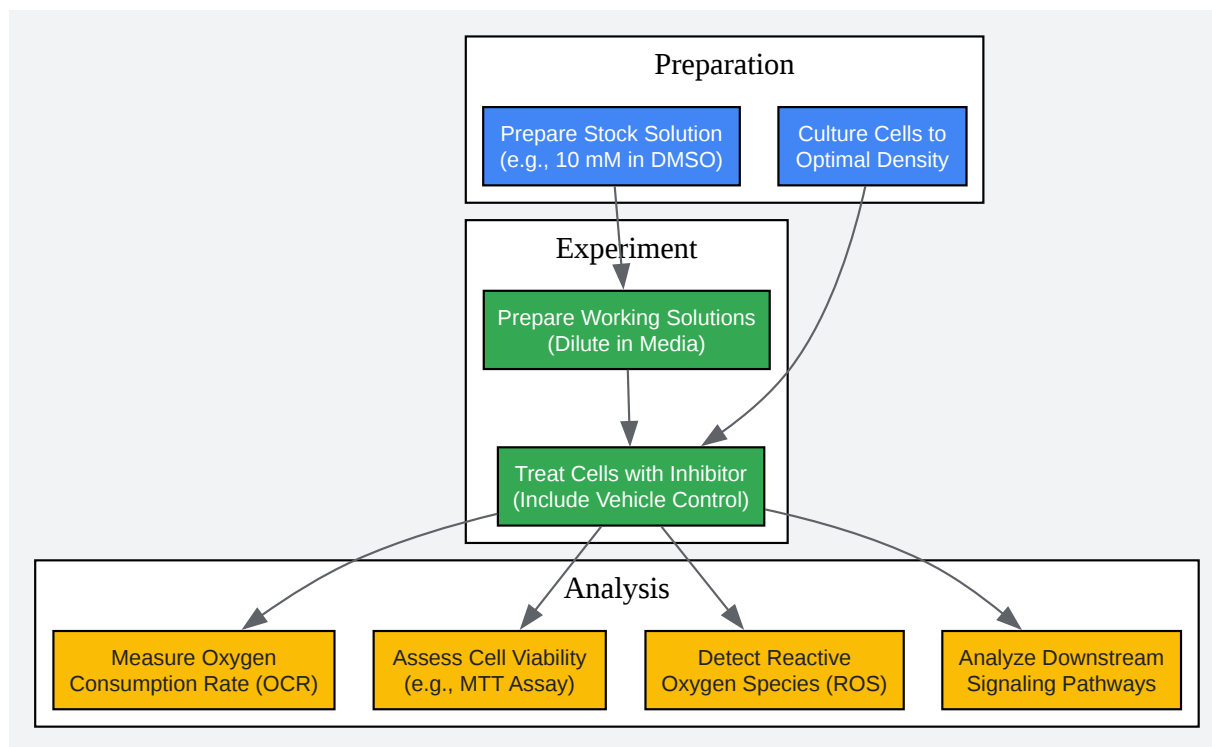 Preparation
Prepare Stock Solution
(e.g., 10 mM in DMSO)
Culture Cells to
Optimal Density
Experiment
Prepare Working Solutions
(Dilute in Media)
Treat Cells with Inhibitor
(Include Vehicle Control)
Analysis
Measure Oxygen
Consumption Rate (OCR)
Assess Cell Viability
(e.g., MTT Assay)
Detect Reactive
Oxygen Species (ROS)
Analyze Downstream
Signaling Pathways